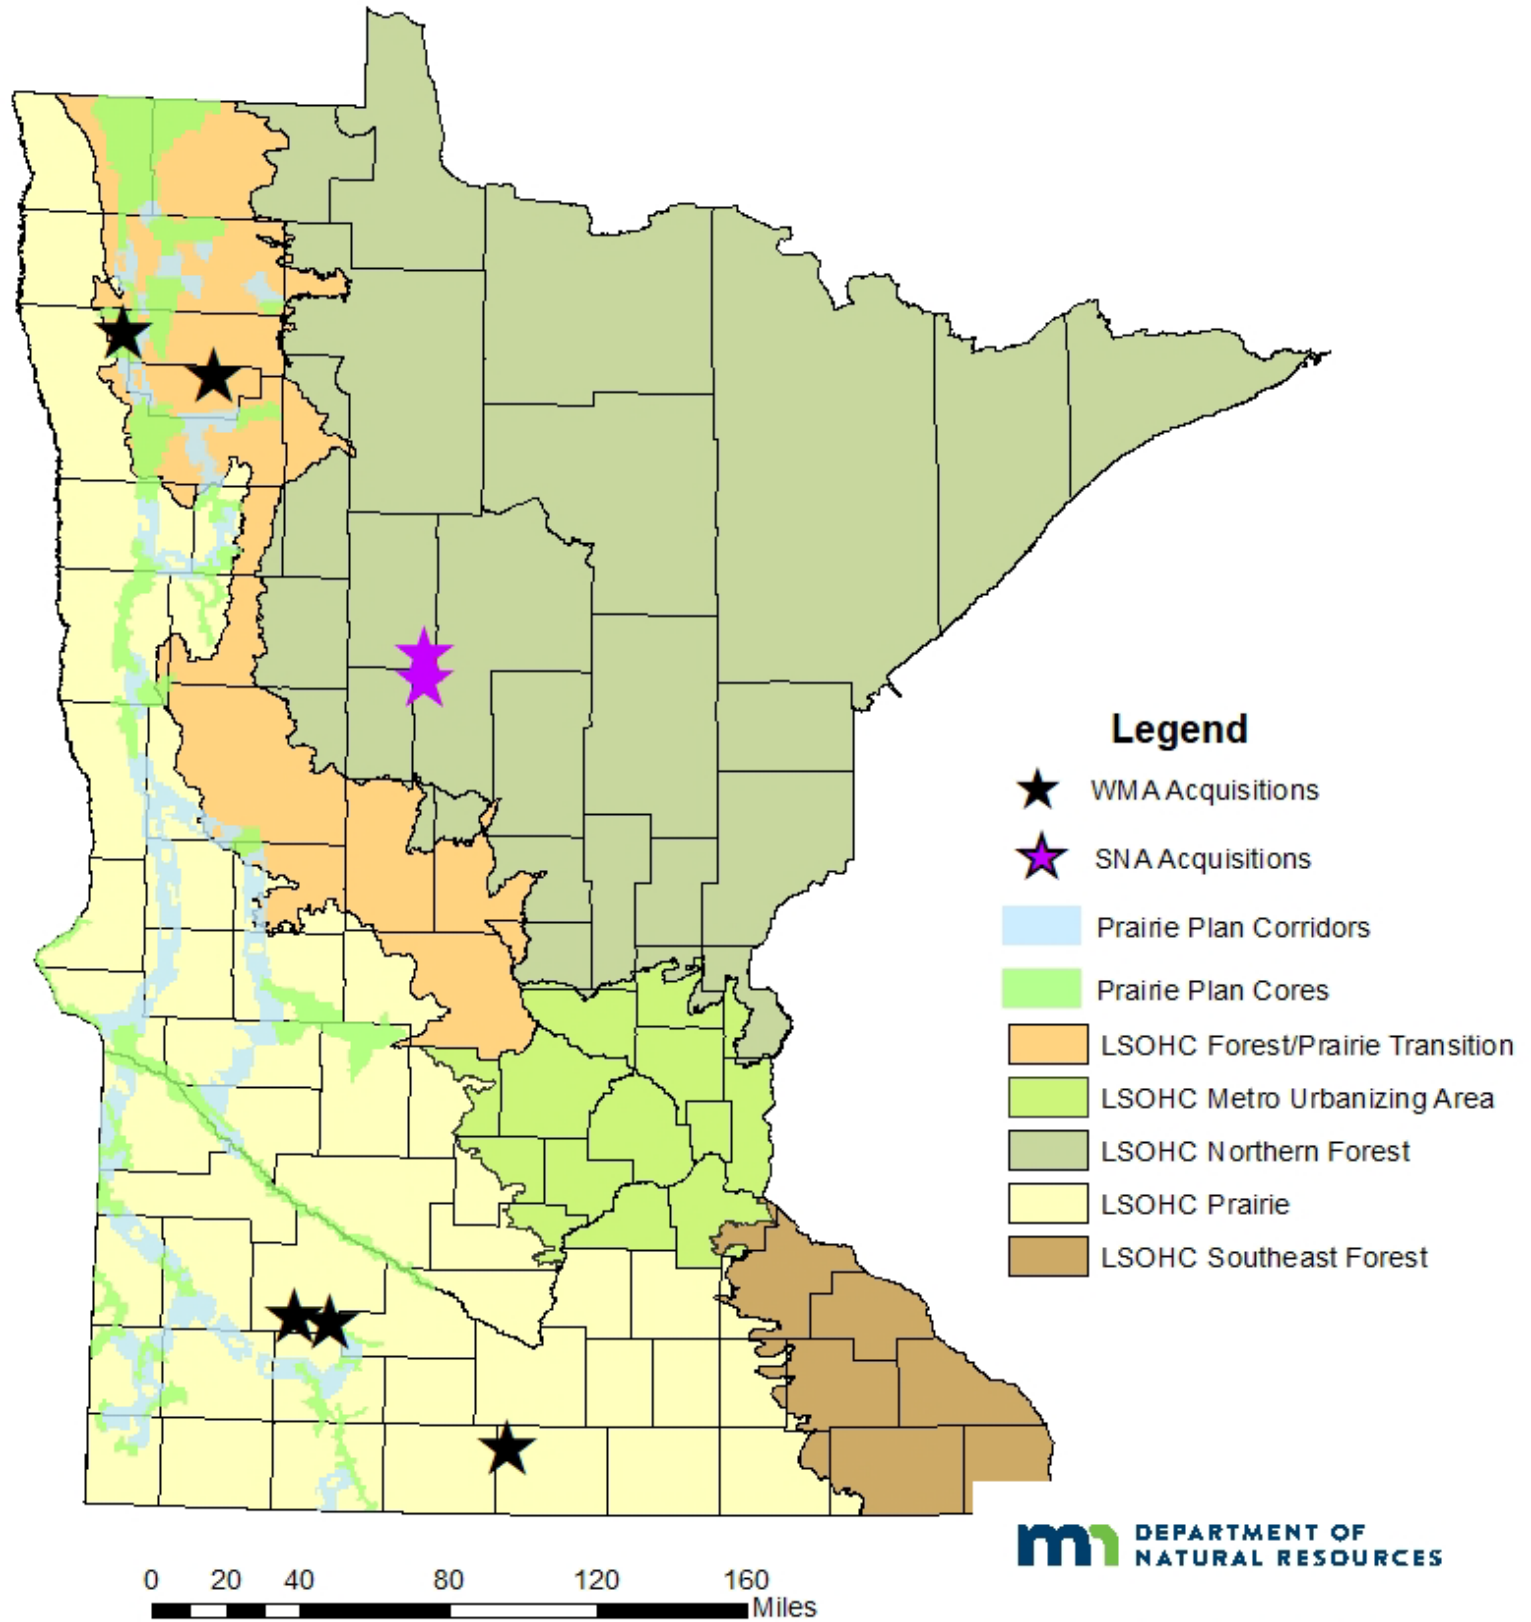 Legend
WMA Acquisitions
SNA Acquisitions
Prairie Plan Corridors
Prairie Plan Cores
LSOHC Forest/Prairie Transition
LSOHC Metro Urbanizing Area
LSOHC Northern Forest
LSOHC Prairie
LSOHC Southeast Forest
mn DEPARTMENT OF
NATURAL RESOURCES
0 20 40 80 120 160
Miles